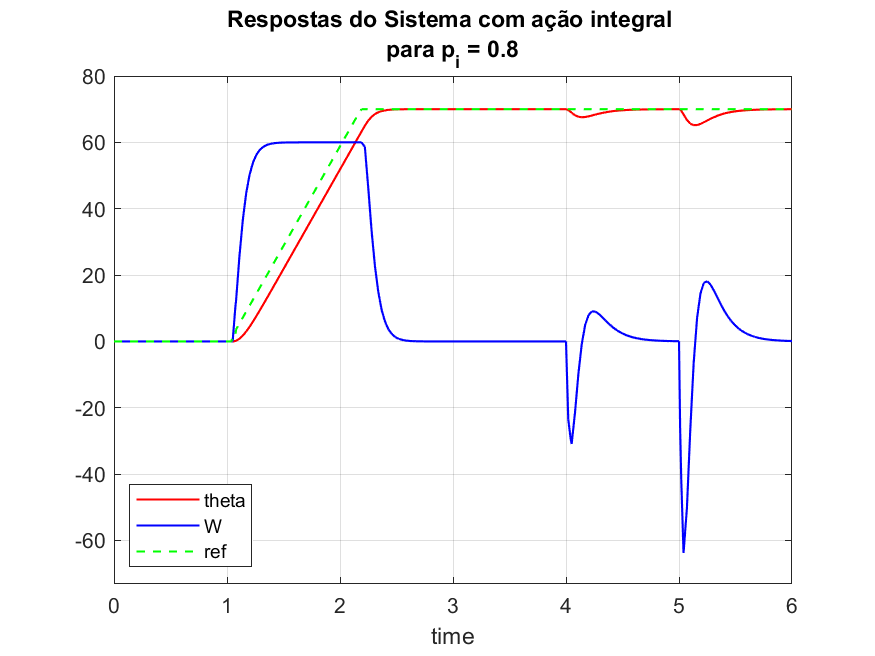 Respostas do Sistema com ação integral
para p_i = 0.8
80
60
40
20
0
-20
-40
-60
theta
W
ref
0 1 2 3 4 5 6
time